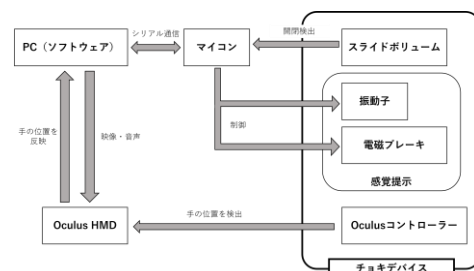 PC（ソフトウェア）
シリアル通信
マイコン
開閉検出
スライドボリューム
振動子
制御
電磁ブレーキ
感覚提示
手の位置を
反映
映像・音声
Oculus HMD
手の位置を検出
Oculusコントローラー
チョキデバイス